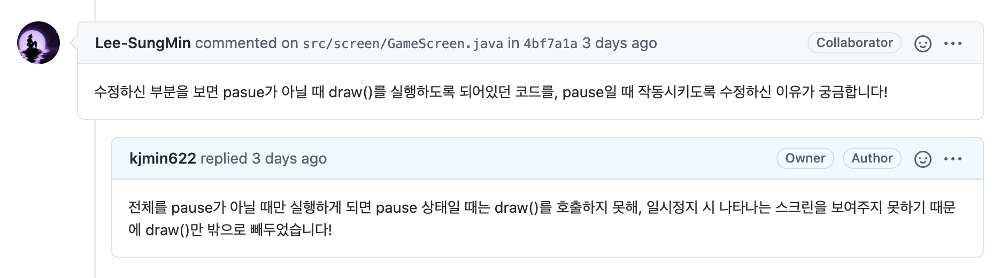 Lee-SungMin commented on src/screen/GameScreen.java in 4bf7a1a 3 days ago Collaborator
수정하신 부분을 보면 pasue가 아닐 때 draw()를 실행하도록 되어있던 코드를, pause일 때 작동시키도록 수정하신 이유가 궁금합니다!
kjmin622 replied 3 days ago Owner Author
전체를 pause가 아닐 때만 실행하게 되면 pause 상태일 때는 draw()를 호출하지 못해, 일시정지 시 나타나는 스크린을 보여주지 못하기 때문
에 draw()만 밖으로 빼두었습니다!